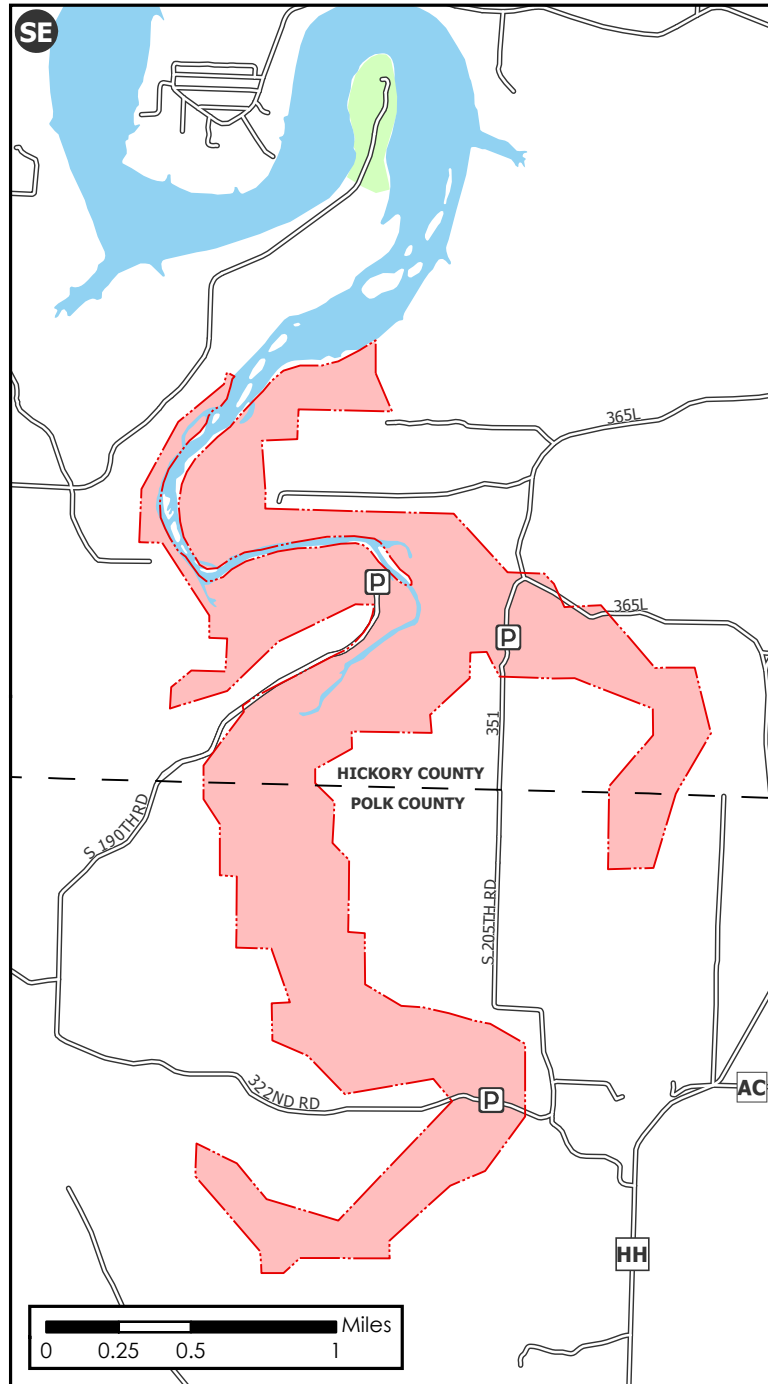 SE
365L
P
365L
P
351
HICKORY COUNTY
POLK COUNTY
S 190TH RD
S 205TH RD
322ND RD
P
AC
HH
Miles
0 0.25 0.5 1